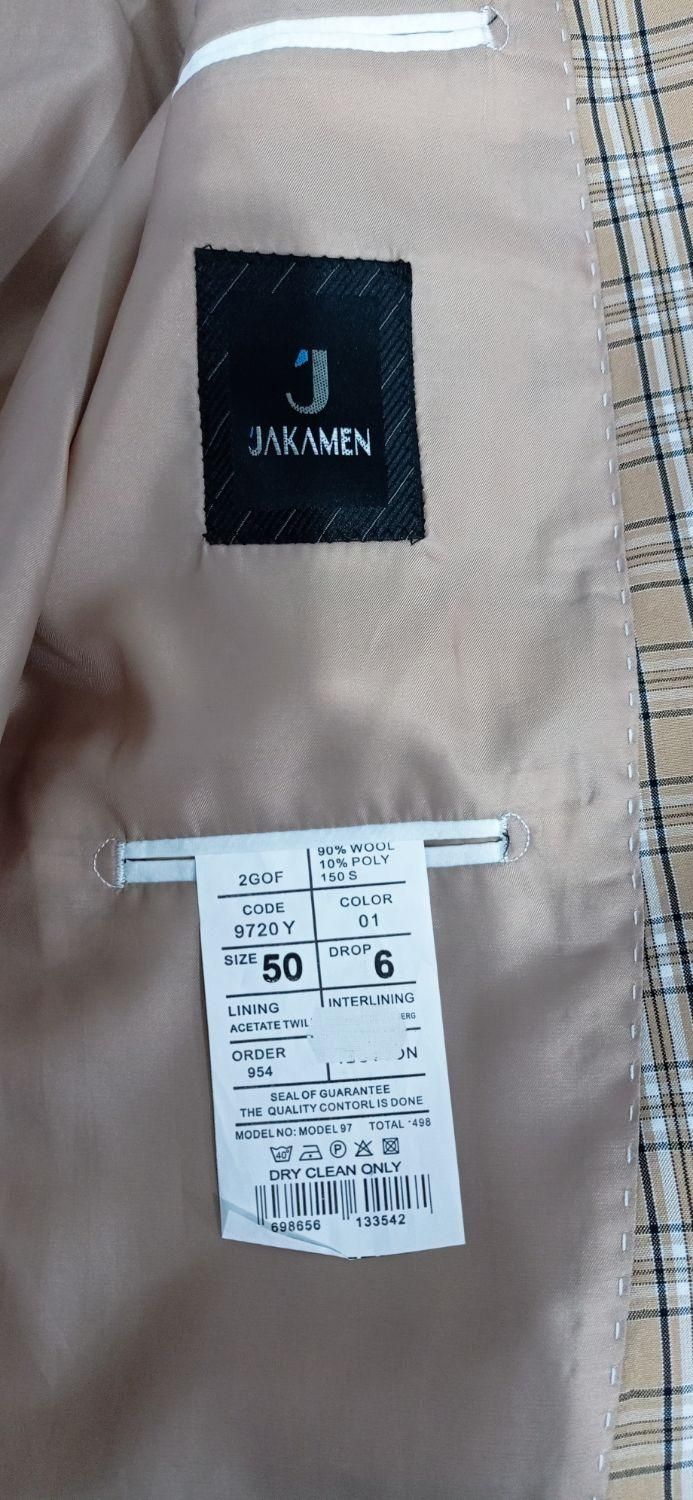 JAKAMEN
90% WOOL
10% POLY
2GOF 150 S
CODE COLOR
9720 Y 01
SIZE 50 DROP 6
LINING INTERLINING
ACETATE
ORDER
954
SEAL OF GUARANTEE
THE QUALITY CONTORL IS DONE
MODEL NO: MODEL 97 TOTAL *498
40° P
DRY CLEAN ONLY
698656 133542